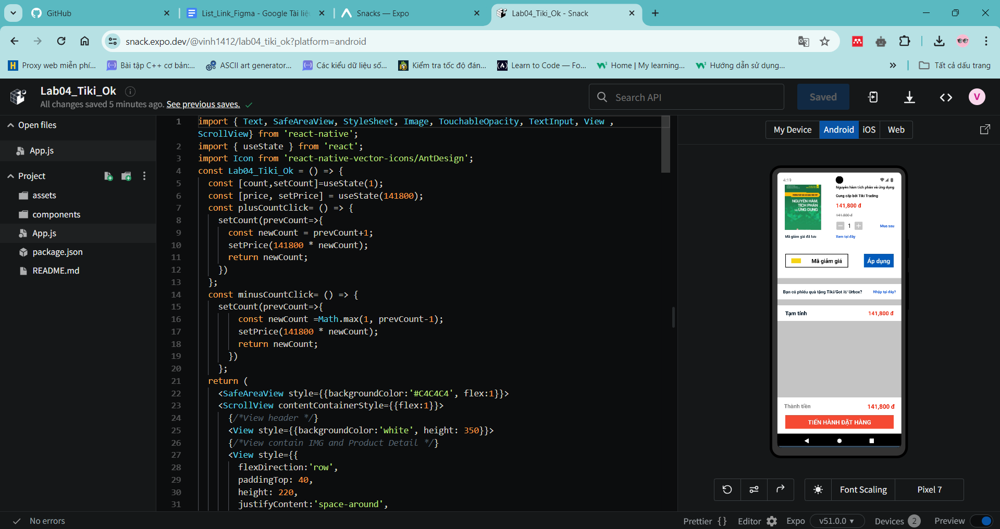 GitHub
List_Link_Figma - Google Tài liệu
Snacks — Expo
Lab04_Tiki_Ok - Snack
snack.expo.dev/@vinh1412/lab04_tiki_ok?platform=android
Proxy web miễn phí...
Bài tập C++ cơ bản:...
ASCII art generator...
Các kiểu dữ liệu số...
Kiểm tra tốc độ đán...
Learn to Code — Fo...
Home | My learning...
Hướng dẫn sử dụng...
»
Tất cả dấu trang
Lab04_Tiki_Ok
All changes saved 5 minutes ago. See previous saves.
Search API
Saved
V
Open files
App.js
Project
assets
components
App.js
package.json
README.md
1 import { Text, SafeAreaView, StyleSheet, Image, TouchableOpacity, TextInput, View ,
ScrollView} from 'react-native';
2 import { useState } from 'react';
3 import Icon from 'react-native-vector-icons/AntDesign';
4 const Lab04_Tiki_Ok = () => {
5 const [count,setCount]=useState(1);
6 const [price, setPrice] = useState(141800);
7 const plusCountClick= () => {
8 setCount(prevCount=>{
9 const newCount = prevCount+1;
10 setPrice(141800 * newCount);
11 return newCount;
12 })
13 };
14 const minusCountClick= () => {
15 setCount(prevCount=>{
16 const newCount =Math.max(1, prevCount-1);
17 setPrice(141800 * newCount);
18 return newCount;
19 })
20 };
21 return (
22 <SafeAreaView style={{backgroundColor:'#C4C4C4', flex:1}}>
23 <ScrollView contentContainerStyle={{flex:1}}>
24 {/*View header */}
25 <View style={{backgroundColor:'white', height: 350}}>
26 {/*View contain IMG and Product Detail */}
27 <View style={{
28 flexDirection:'row',
29 paddingTop: 40,
30 height: 220,
31 justifyContent:'space-around',
My Device
Android
iOS
Web
4:19
NGUYÊN HÀM,
TÍCH PHÂN
VÀ ỨNG DỤNG
Nguyên hàm tích phân và ứng dụng
Cung cấp bởi Tiki Trading
141,800 đ
141.800 đ
1
Mua sau
Mã giảm giá đã lưu
Xem tại đây
Mã giảm giá
Áp dụng
Bạn có phiếu quà tặng Tiki/Got it/ Urbox?
Nhập tại đây?
Tạm tính
141,800 đ
Thành tiền
141,800 đ
TIẾN HÀNH ĐẶT HÀNG
Font Scaling
Pixel 7
No errors
Prettier {}
Editor
Expo
v51.0.0
Devices 2
Preview